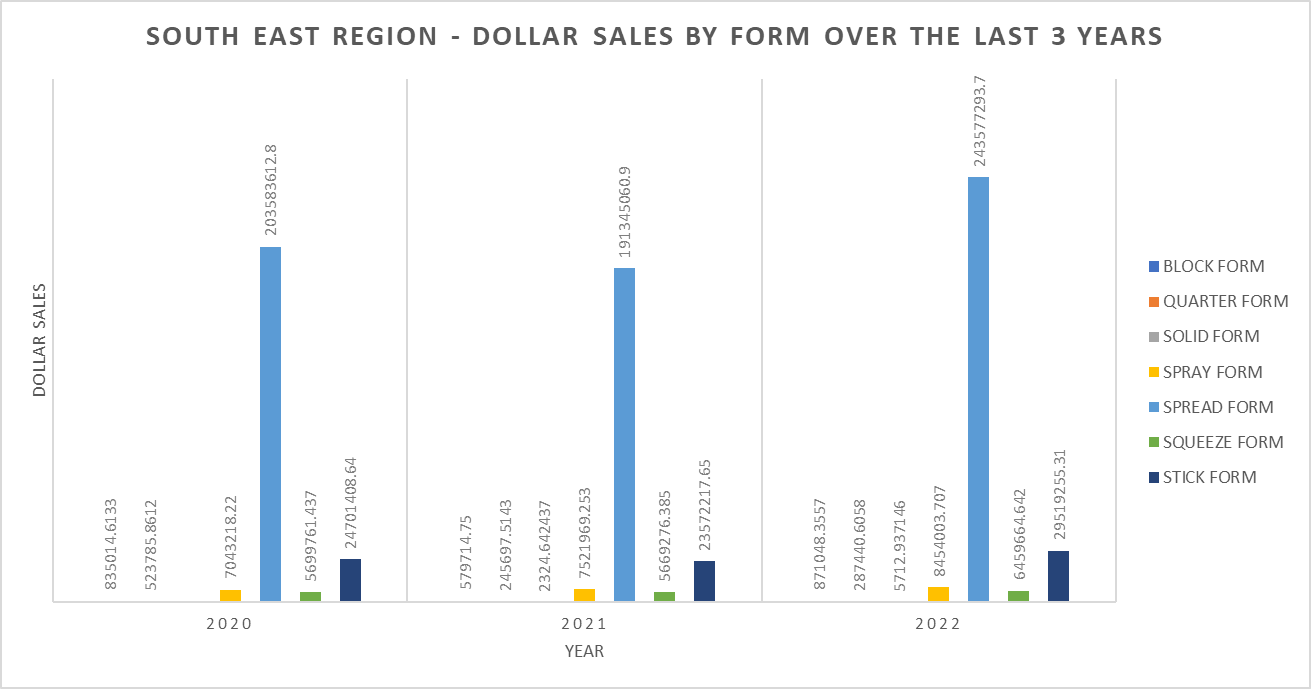 SOUTH EAST REGION - DOLLAR SALES BY FORM OVER THE LAST 3 YEARS
DOLLAR SALES
835014.6133
523785.8612
7043218.22
203583612.8
5699761.437
24701408.64
579714.75
245697.5143
2324.642437
7521969.253
191345060.9
5669276.385
23572217.65
871048.3557
287440.6058
5712.937146
8454003.707
243577293.7
6459664.642
29519255.31
2020
2021
2022
YEAR
BLOCK FORM
QUARTER FORM
SOLID FORM
SPRAY FORM
SPREAD FORM
SQUEEZE FORM
STICK FORM